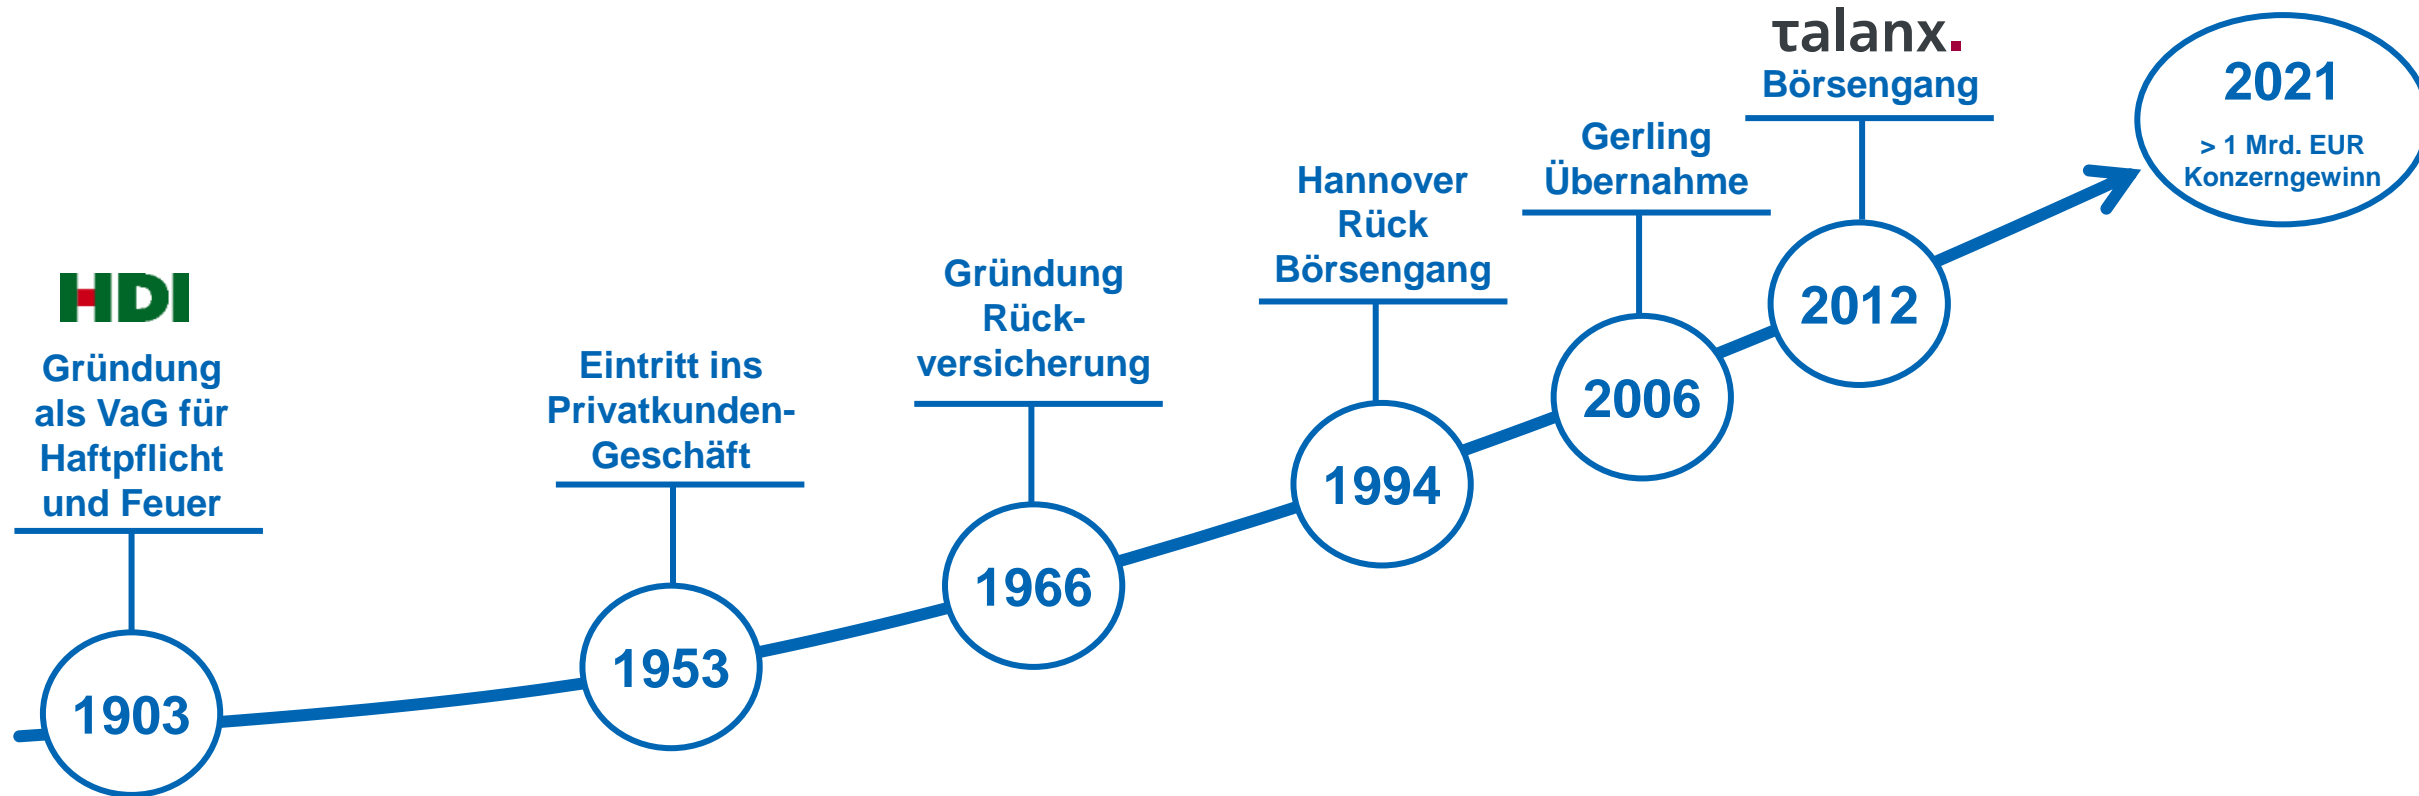 HDI
Gründung
als VaG für
Haftpflicht
und Feuer
1903
Eintritt ins
Privatkunden-
Geschäft
1953
Gründung
Rück-
versicherung
1966
Hannover
Rück
Börsengang
1994
Gerling
Übernahme
2006
τalanx.
Börsengang
2012
2021
> 1 Mrd. EUR
Konzerngewinn